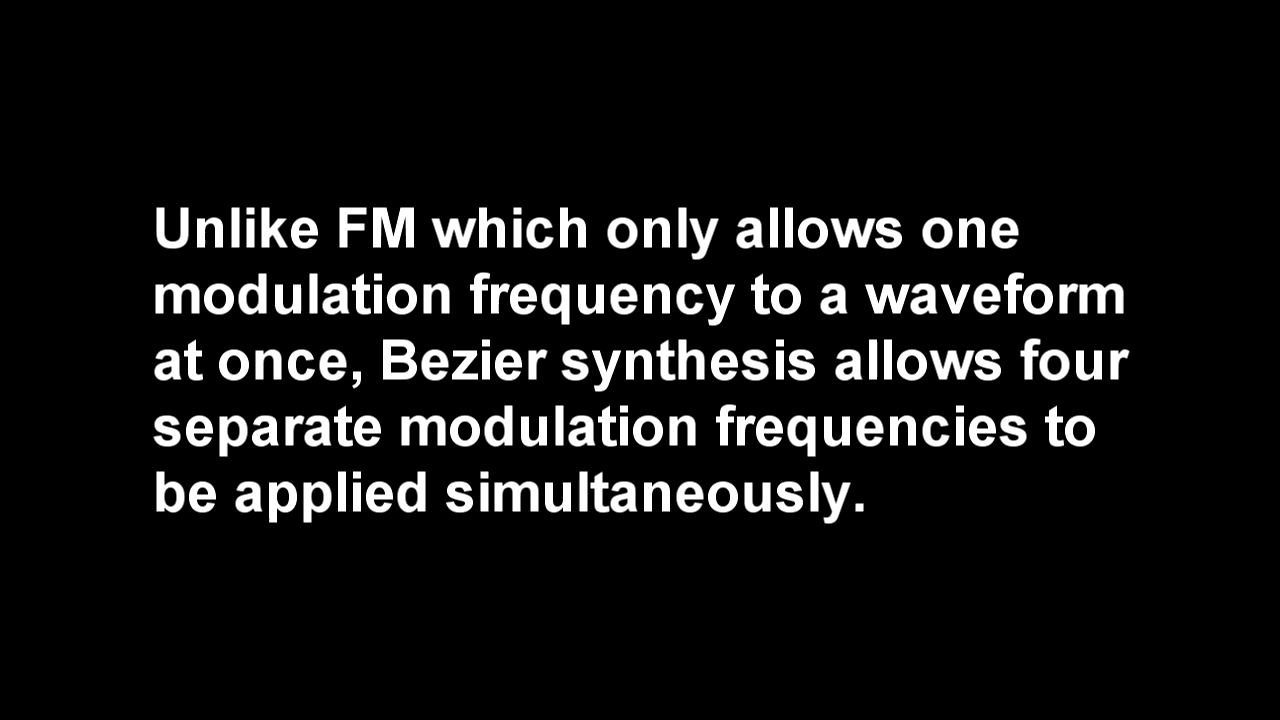 Unlike FM which only allows one
modulation frequency to a waveform
at once, Bezier synthesis allows four
separate modulation frequencies to
be applied simultaneously.